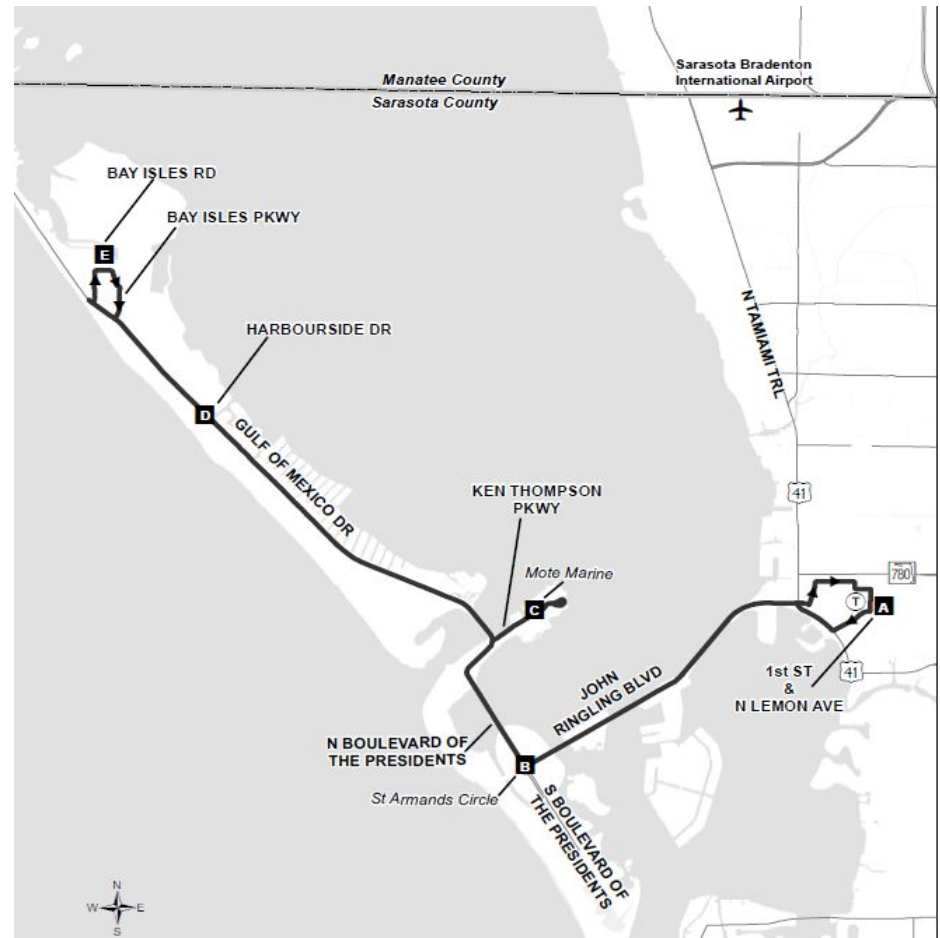 Sarasota Bradenton
International Airport
Manatee County
Sarasota County
BAY ISLES RD
BAY ISLES PKWY
E
HARBOURSIDE DR
N TAMIAMI TRL
D
GULF OF MEXICO DR
KEN THOMPSON
PKWY
41
Mote Marine
780
C
T
A
1st ST
&
N LEMON AVE
41
JOHN
RINGLING BLVD
N BOULEVARD OF
THE PRESIDENTS
B
St Armands Circle
S BOULEVARD OF
THE PRESIDENTS
N
W
E
S